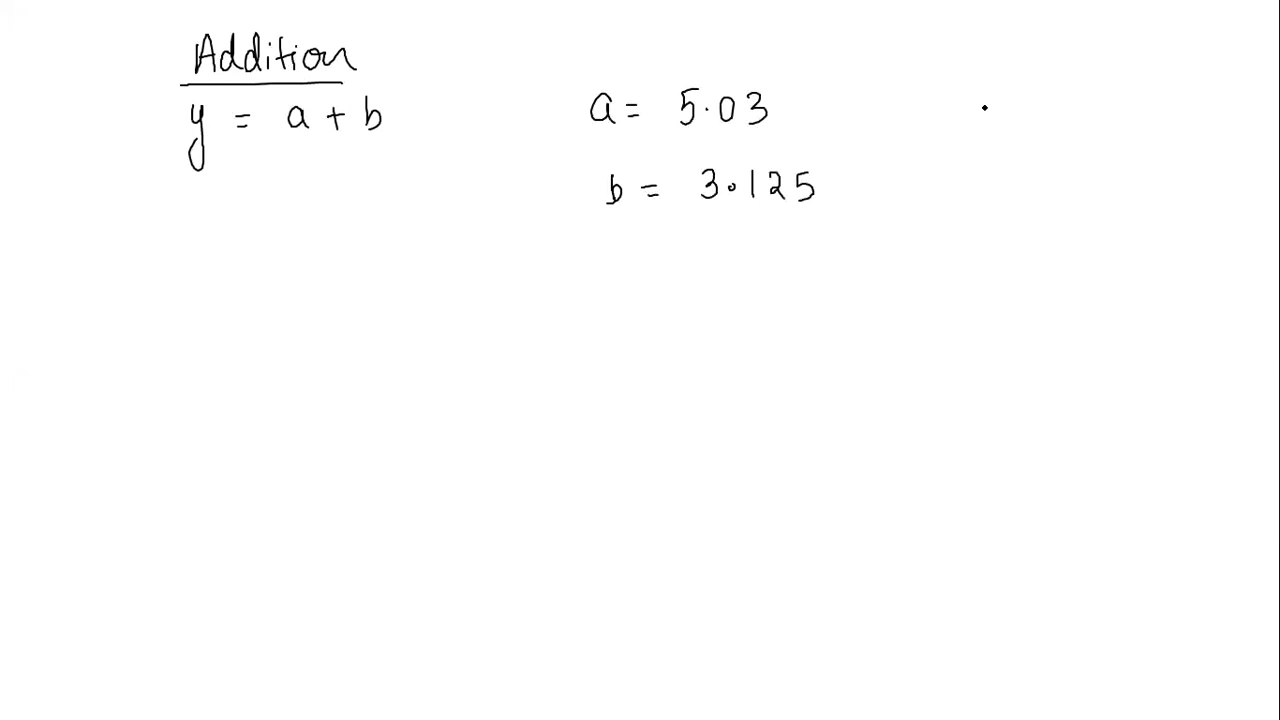 Addition
y = a + b
a = 5.03
b = 3.125